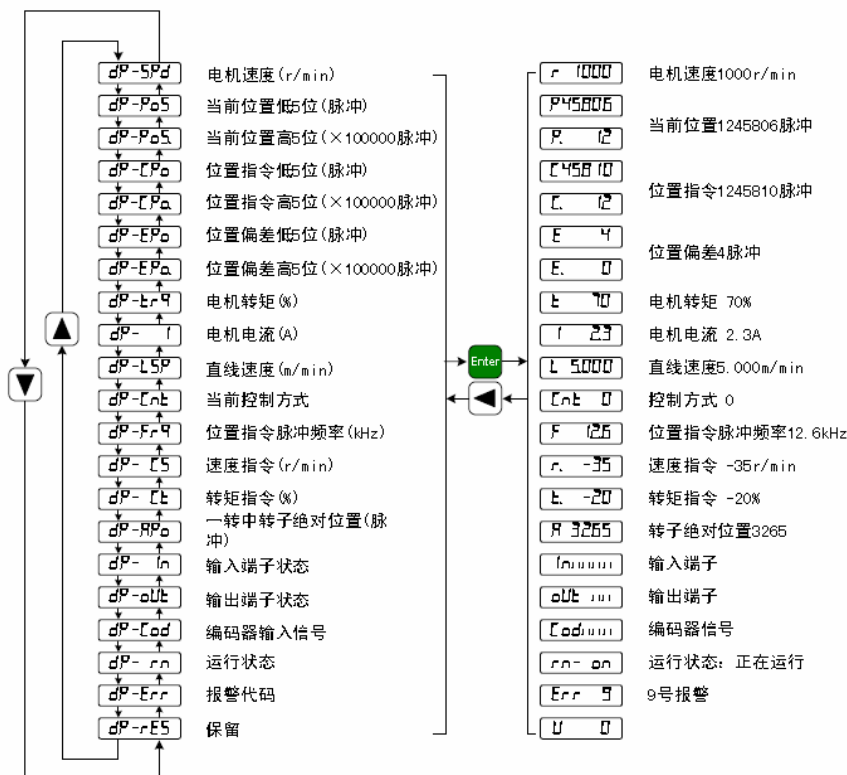 dP-SPd 电机速度(r/min) r 1000 电机速度1000r/min
dP-PoS 当前位置低5位(脉冲) P45806
当前位置1245806脉冲
dP-PoS. 当前位置高5位(×100000脉冲) P. 12
dP-CPo 位置指令低5位(脉冲) C45810
位置指令1245810脉冲
dP-CPo. 位置指令高5位(×100000脉冲) C. 12
dP-EPo 位置偏差低5位(脉冲) E 4
位置偏差4脉冲
dP-EPo. 位置偏差高5位(×100000脉冲) E. 0
dP-trq 电机转矩(%) t 70 电机转矩 70%
dP- I 电机电流(A) I 2.3 电机电流 2.3A
dP-LSP 直线速度(m/min) Enter L 5.000 直线速度5.000m/min
dP-Cnt 当前控制方式 Cnt 0 控制方式 0
dP-Frq 位置指令脉冲频率(kHz) F 12.6 位置指令脉冲频率12.6kHz
dP- CS 速度指令(r/min) r. -35 速度指令 -35r/min
dP- Ct 转矩指令(%) t. -20 转矩指令 -20%
dP-APo 一转中转子绝对位置(脉
冲) A 3265 转子绝对位置3265
dP- In 输入端子状态 In 输入端子
dP-oUt 输出端子状态 oUt 输出端子
dP-Cod 编码器输入信号 Cod 编码器信号
dP- rn 运行状态 rn- on 运行状态: 正在运行
dP-Err 报警代码 Err 9 9号报警
dP-rES 保留 U 0